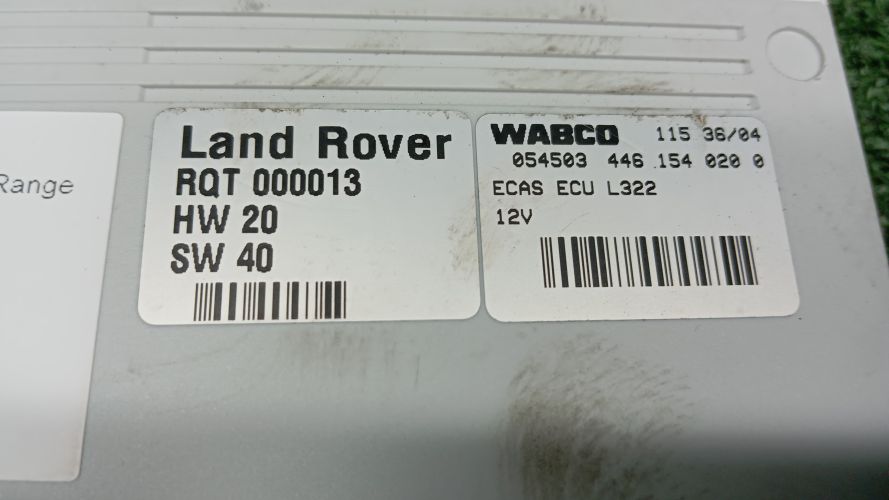 Range
Land Rover
RQT 000013
HW 20
SW 40
WABCO 115 36/04
054503 446 154 020 0
ECAS ECU L322
12V